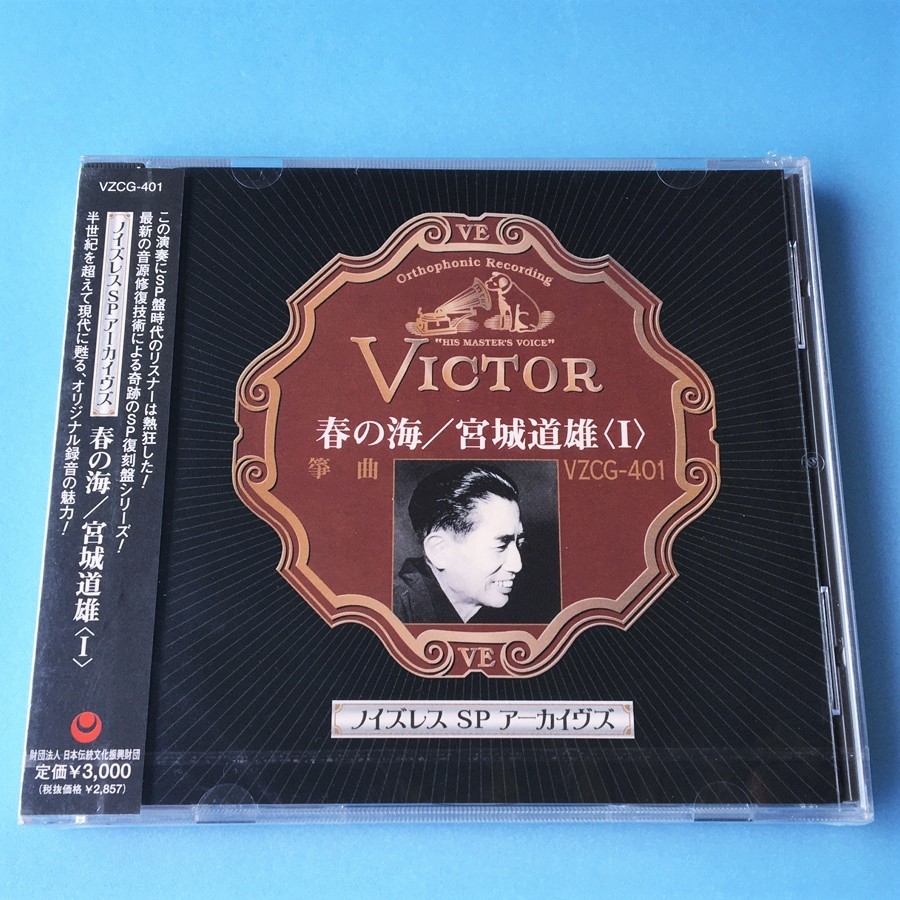 VZCG-401
この演奏にSP盤時代のリスナーは熱狂した!
最新の音源修復技術による奇跡のSP復刻盤シリーズ!
半世紀を超えて現代に甦る、オリジナル録音の魅力!
ノイズレス SP アーカイヴズ
春の海/宮城道雄〈I〉
財団法人 日本伝統文化振興財団
定価¥3,000
(税抜価格 ¥2,857)
VE
Orthophonic Recording
"HIS MASTER'S VOICE"
VICTOR
春の海/宮城道雄〈I〉
箏曲
VZCG-401
VE
ノイズレス SP アーカイヴズ